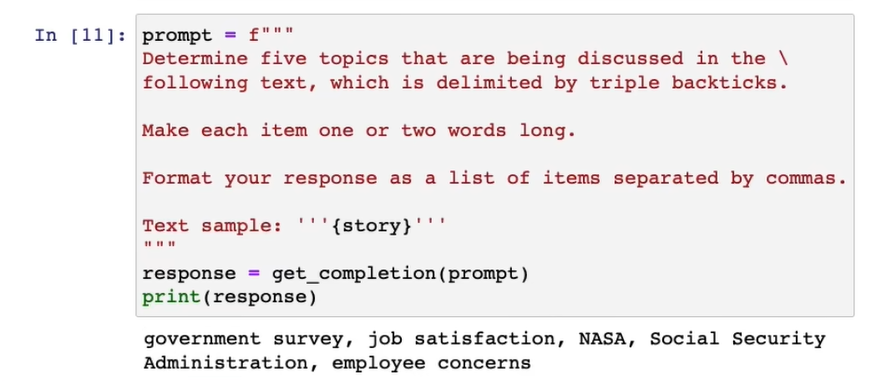 In [11]: prompt = f"""
Determine five topics that are being discussed in the \
following text, which is delimited by triple backticks.
Make each item one or two words long.
Format your response as a list of items separated by commas.
Text sample: '''{story}'''
"""
response = get_completion(prompt)
print(response)
government survey, job satisfaction, NASA, Social Security
Administration, employee concerns